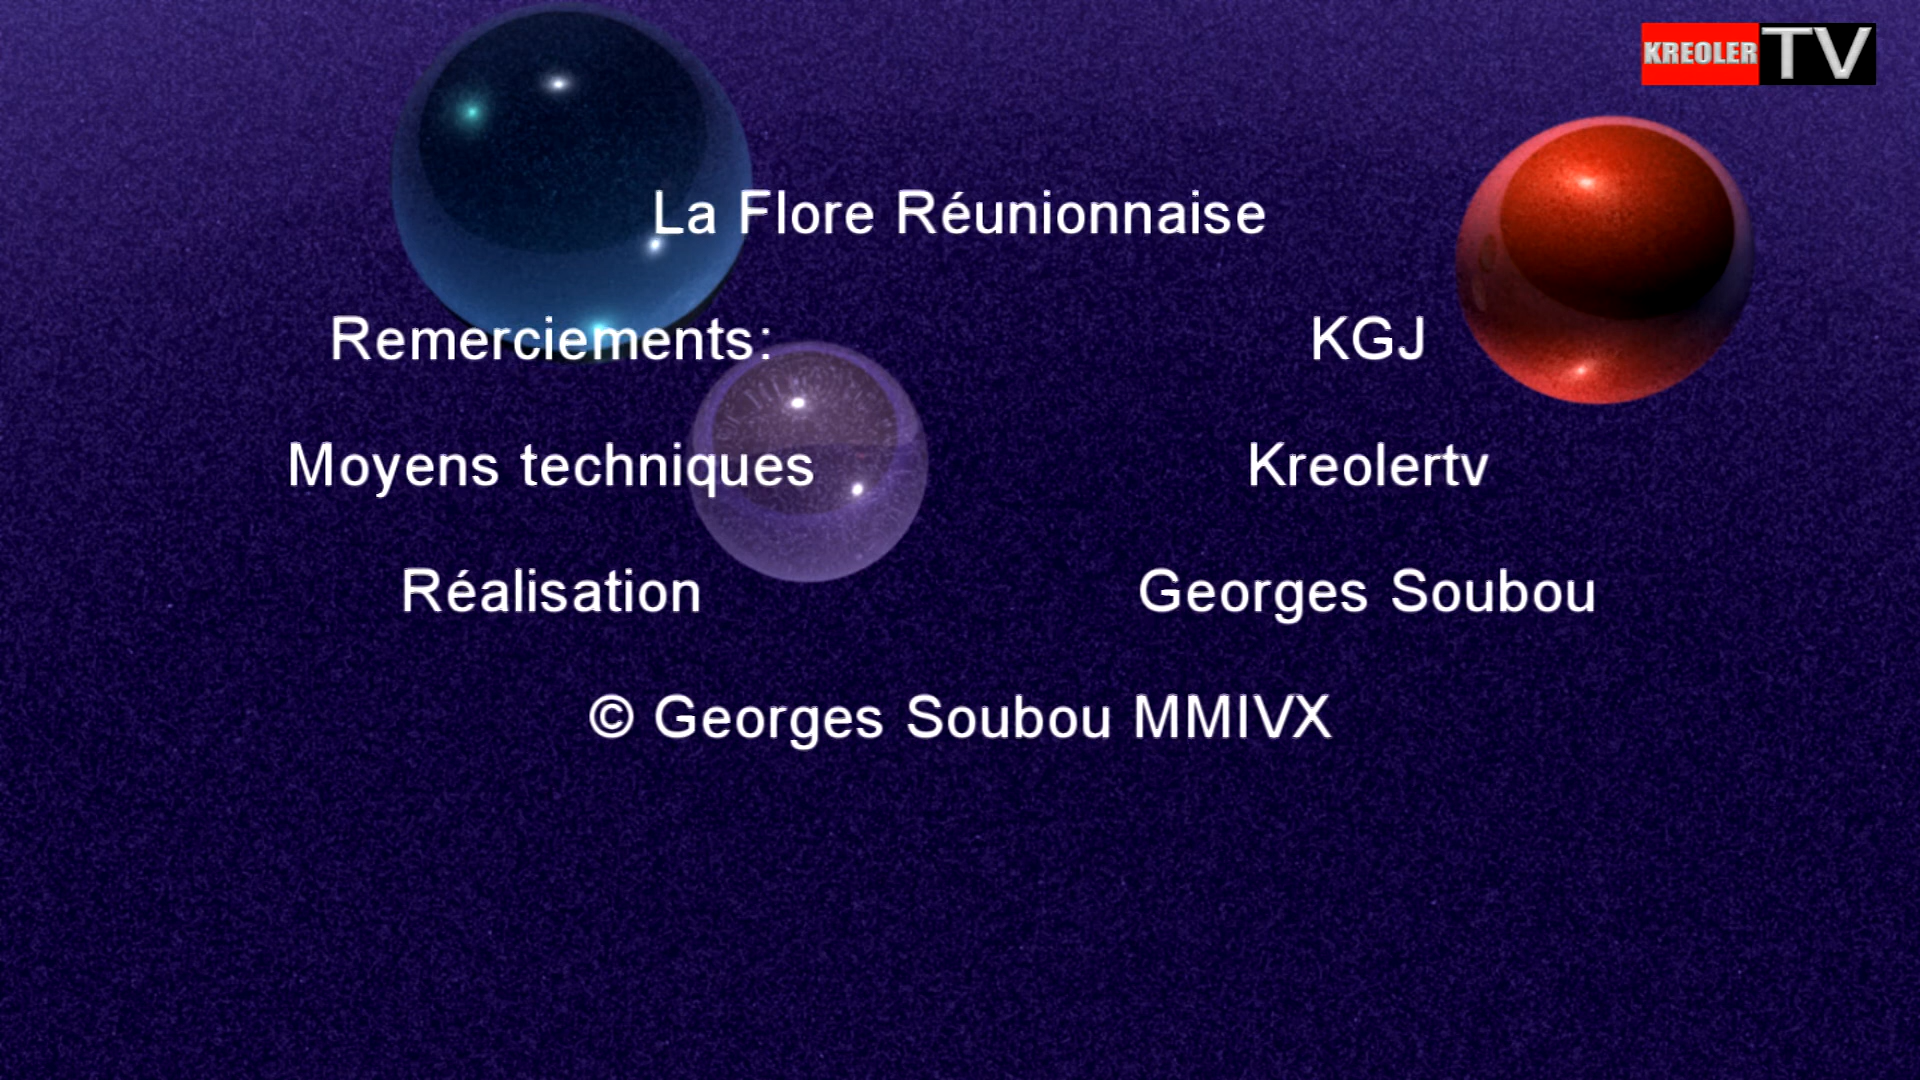 KREOLER TV
La Flore Réunionnaise
Remerciements: KGJ
Moyens techniques Kreolertv
Réalisation Georges Soubou
© Georges Soubou MMIVX